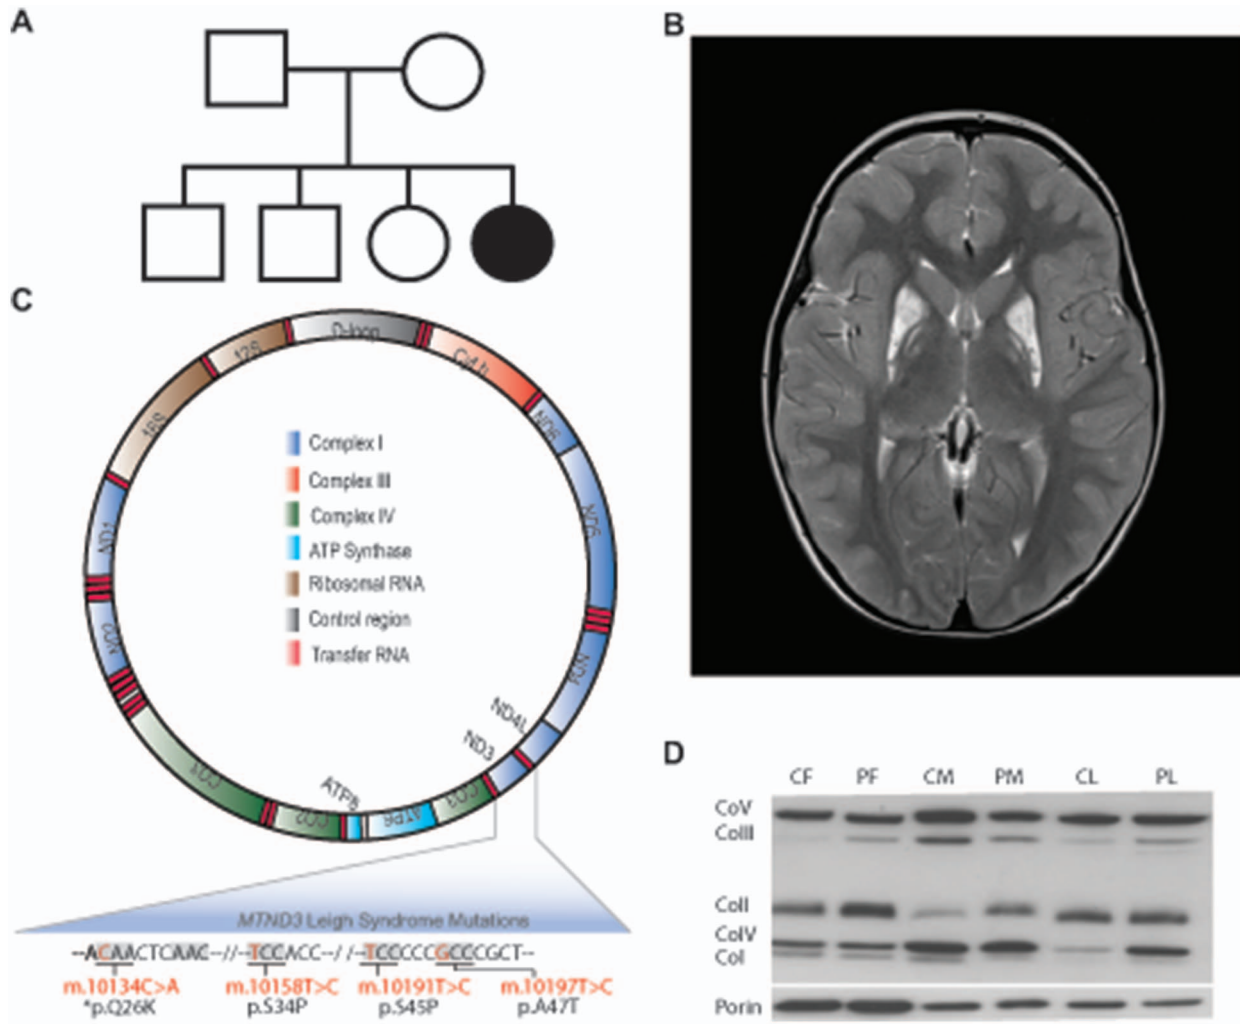 A
B
C
D-loop
12S
Cyt b
16S
ND6
ND1
ND5
ND2
ND4
ND4L
ND3
CO1
CO2
ATP8
ATP6
CO3
Complex I
Complex III
Complex IV
ATP Synthase
Ribosomal RNA
Control region
Transfer RNA
MTND3 Leigh Syndrome Mutations
--ACAACTCAAC--//--TCCACC--//--TCCCCCGCCCGCT--
m.10134C>A m.10158T>C m.10191T>C m.10197T>C
*p.Q26K p.S34P p.S45P p.A47T
D
CF PF CM PM CL PL
CoV
CoIII
CoII
CoIV
CoI
Porin